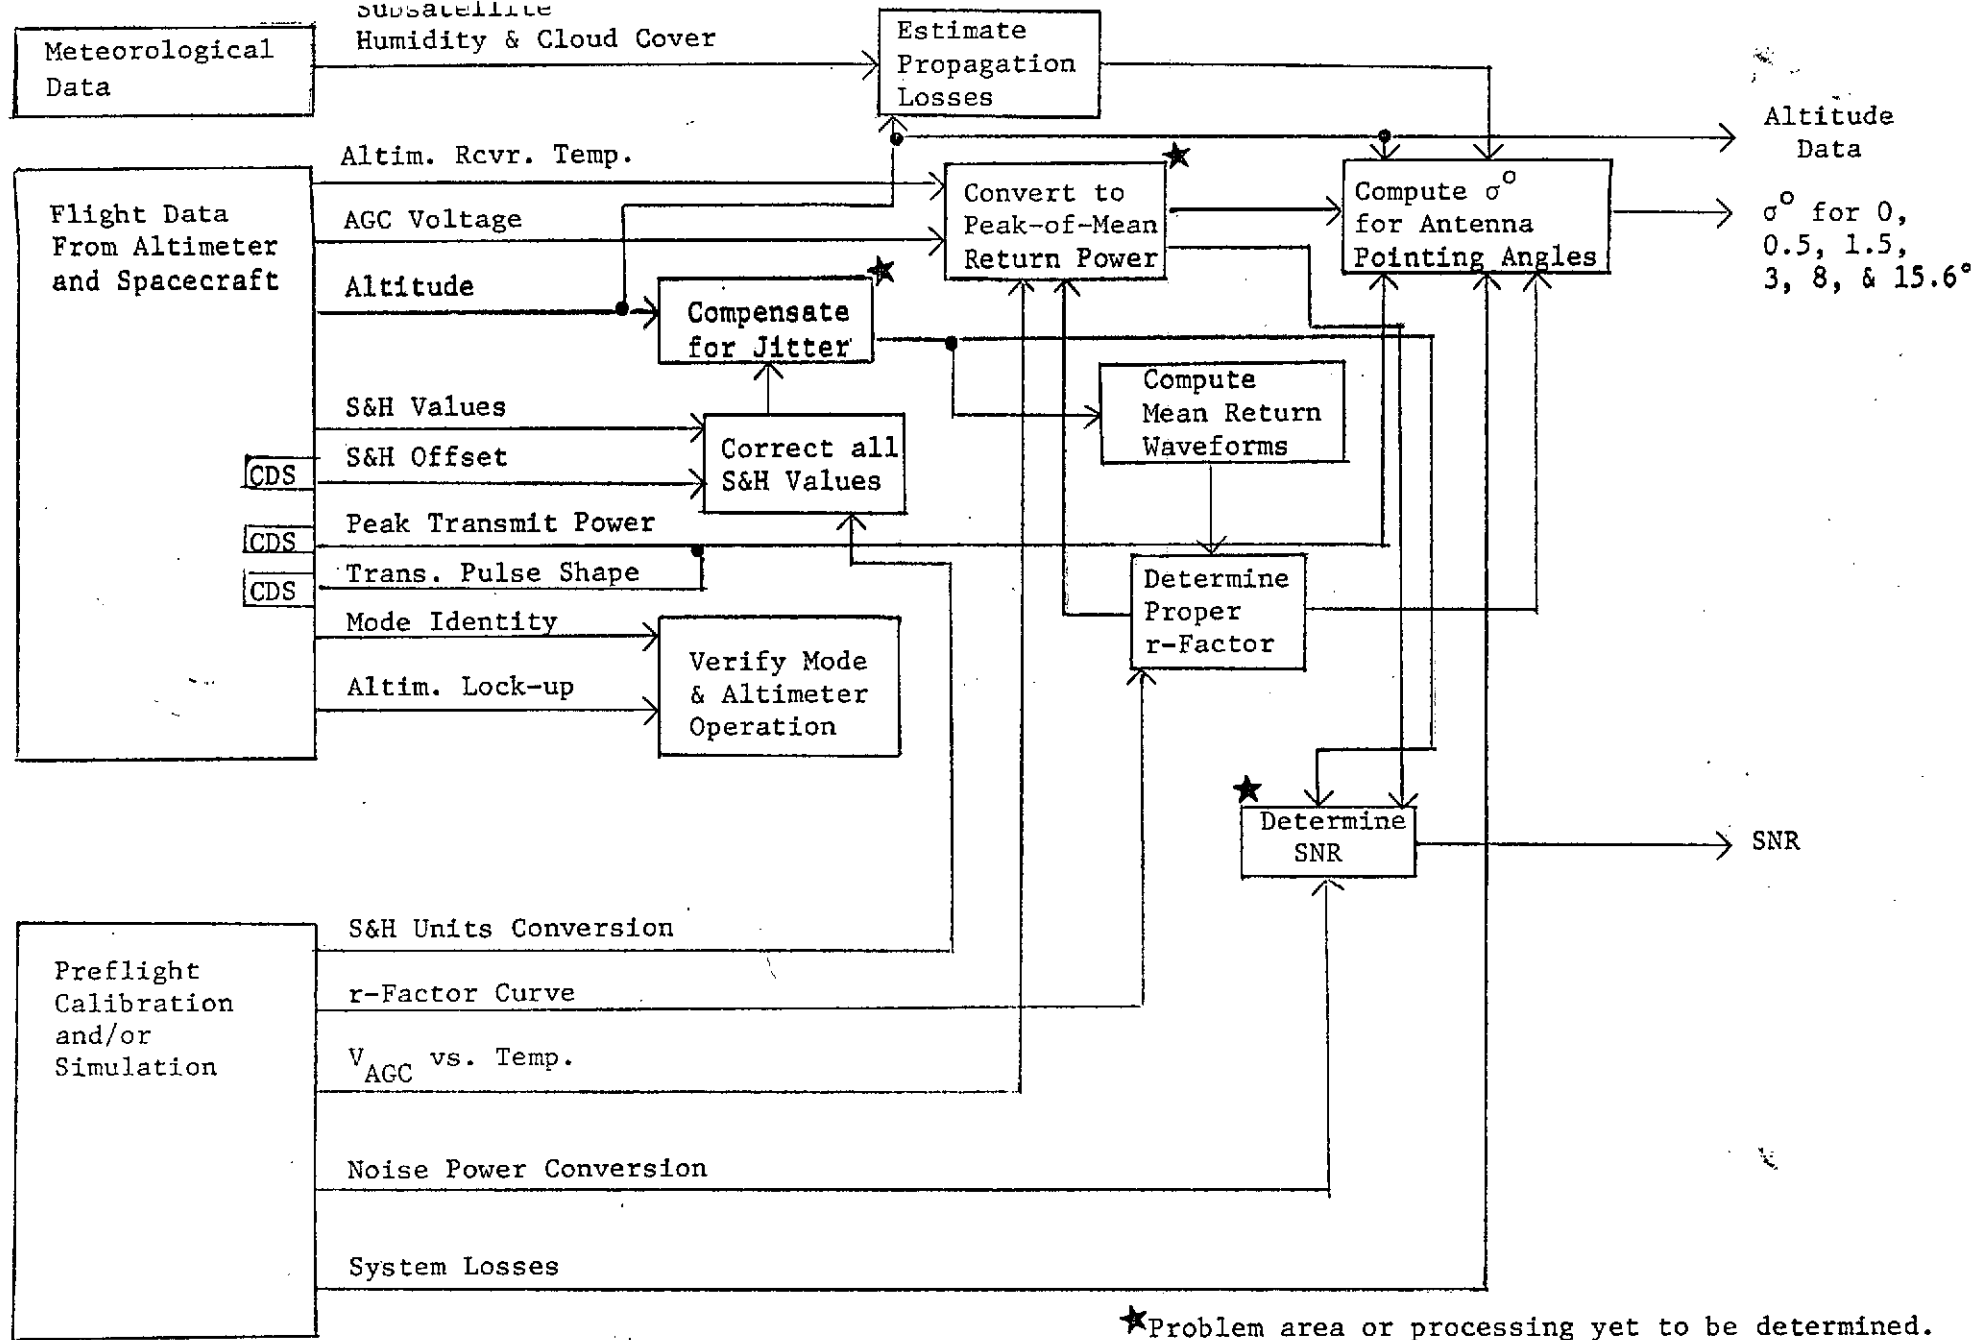 Subsatellite
Humidity & Cloud Cover
Meteorological
Data
Estimate
Propagation
Losses
Altitude
Data
Altim. Rcvr. Temp.
Flight Data
From Altimeter
and Spacecraft
AGC Voltage
Altitude
★
Convert to
Peak-of-Mean
Return Power
Compute σº
for Antenna
Pointing Angles
σº for 0,
0.5, 1.5,
3, 8, & 15.6°
★
Compensate
for Jitter
Compute
Mean Return
Waveforms
S&H Values
CDS
S&H Offset
Correct all
S&H Values
CDS
Peak Transmit Power
CDS
Trans. Pulse Shape
Determine
Proper
r-Factor
Mode Identity
Altim. Lock-up
Verify Mode
& Altimeter
Operation
★
Determine
SNR
SNR
Preflight
Calibration
and/or
Simulation
S&H Units Conversion
r-Factor Curve
VAGC vs. Temp.
Noise Power Conversion
System Losses
★Problem area or processing yet to be determined.